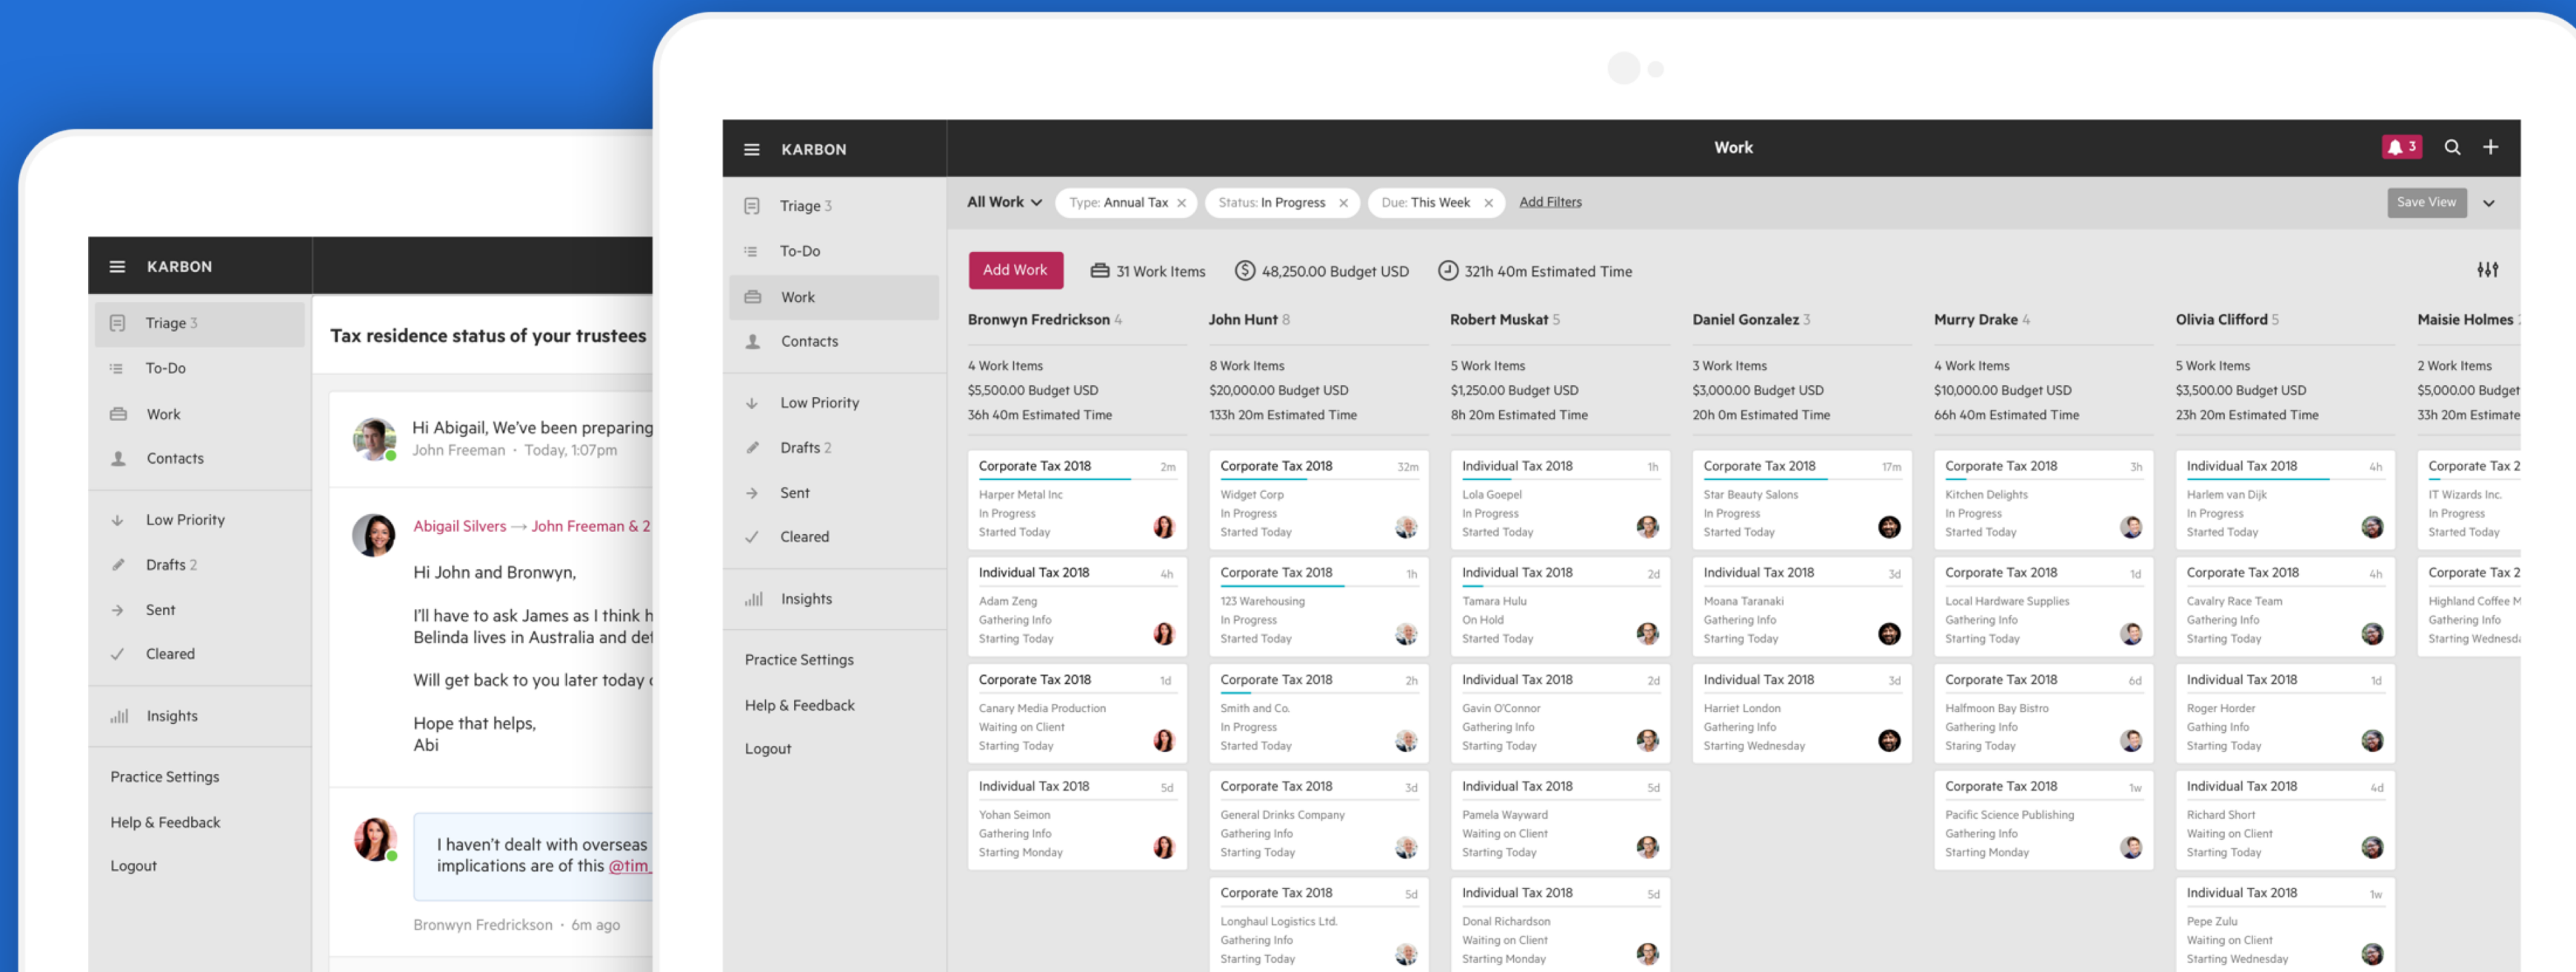 KARBON
Triage 3
To-Do
Work
Contacts
Low Priority
Drafts 2
Sent
Cleared
Insights
Practice Settings
Help & Feedback
Logout
Tax residence status of your trustees
Hi Abigail, We've been preparing
John Freeman · Today, 1:07pm
Abigail Silvers → John Freeman & 2
Hi John and Bronwyn,
I'll have to ask James as I think h
Belinda lives in Australia and def
Will get back to you later today
Hope that helps,
Abi
I haven't dealt with overseas
implications are of this @tim_
Bronwyn Fredrickson · 6m ago
KARBON
Work
3
Triage 3
To-Do
Work
Contacts
Low Priority
Drafts 2
Sent
Cleared
Insights
Practice Settings
Help & Feedback
Logout
All Work
Type: Annual Tax
Status: In Progress
Due: This Week
Add Filters
Save View
Add Work
31 Work Items
48,250.00 Budget USD
321h 40m Estimated Time
Bronwyn Fredrickson 4
4 Work Items
$5,500.00 Budget USD
36h 40m Estimated Time
Corporate Tax 2018 2m
Harper Metal Inc
In Progress
Started Today
Individual Tax 2018 4h
Adam Zeng
Gathering Info
Starting Today
Corporate Tax 2018 1d
Canary Media Production
Waiting on Client
Starting Today
Individual Tax 2018 5d
Yohan Seimon
Gathering Info
Starting Monday
John Hunt 8
8 Work Items
$20,000.00 Budget USD
133h 20m Estimated Time
Corporate Tax 2018 32m
Widget Corp
In Progress
Started Today
Corporate Tax 2018 1h
123 Warehousing
In Progress
Started Today
Corporate Tax 2018 2h
Smith and Co.
In Progress
Started Today
Corporate Tax 2018 3d
General Drinks Company
Gathering Info
Starting Today
Corporate Tax 2018 5d
Longhaul Logistics Ltd.
Gathering Info
Starting Today
Robert Muskat 5
5 Work Items
$1,250.00 Budget USD
8h 20m Estimated Time
Individual Tax 2018 1h
Lola Goepel
In Progress
Started Today
Individual Tax 2018 2d
Tamara Hulu
On Hold
Started Today
Individual Tax 2018 2d
Gavin O'Connor
Gathering Info
Starting Today
Individual Tax 2018 5d
Pamela Wayward
Waiting on Client
Starting Today
Individual Tax 2018 5d
Donal Richardson
Waiting on Client
Starting Monday
Daniel Gonzalez 3
3 Work Items
$3,000.00 Budget USD
20h 0m Estimated Time
Corporate Tax 2018 17m
Star Beauty Salons
In Progress
Started Today
Individual Tax 2018 3d
Moana Taranaki
Gathering Info
Starting Today
Individual Tax 2018 3d
Harriet London
Gathering Info
Starting Wednesday
Murry Drake 4
4 Work Items
$10,000.00 Budget USD
66h 40m Estimated Time
Corporate Tax 2018 3h
Kitchen Delights
In Progress
Started Today
Corporate Tax 2018 1d
Local Hardware Supplies
Gathering Info
Starting Today
Corporate Tax 2018 6d
Halfmoon Bay Bistro
Gathering Info
Staring Today
Corporate Tax 2018 1w
Pacific Science Publishing
Gathering Info
Starting Monday
Olivia Clifford 5
5 Work Items
$3,500.00 Budget USD
23h 20m Estimated Time
Individual Tax 2018 4h
Harlem van Dijk
In Progress
Started Today
Corporate Tax 2018 4h
Cavalry Race Team
Gathering Info
Starting Today
Individual Tax 2018 1d
Roger Horder
Gathing Info
Starting Today
Individual Tax 2018 4d
Richard Short
Waiting on Client
Starting Today
Individual Tax 2018 1w
Pepe Zulu
Waiting on Client
Starting Wednesday
Maisie Holmes
2 Work Items
$5,000.00 Budget
33h 20m Estimate
Corporate Tax 2
IT Wizards Inc.
In Progress
Started Today
Corporate Tax 2
Highland Coffee M
Gathering Info
Starting Wednesda